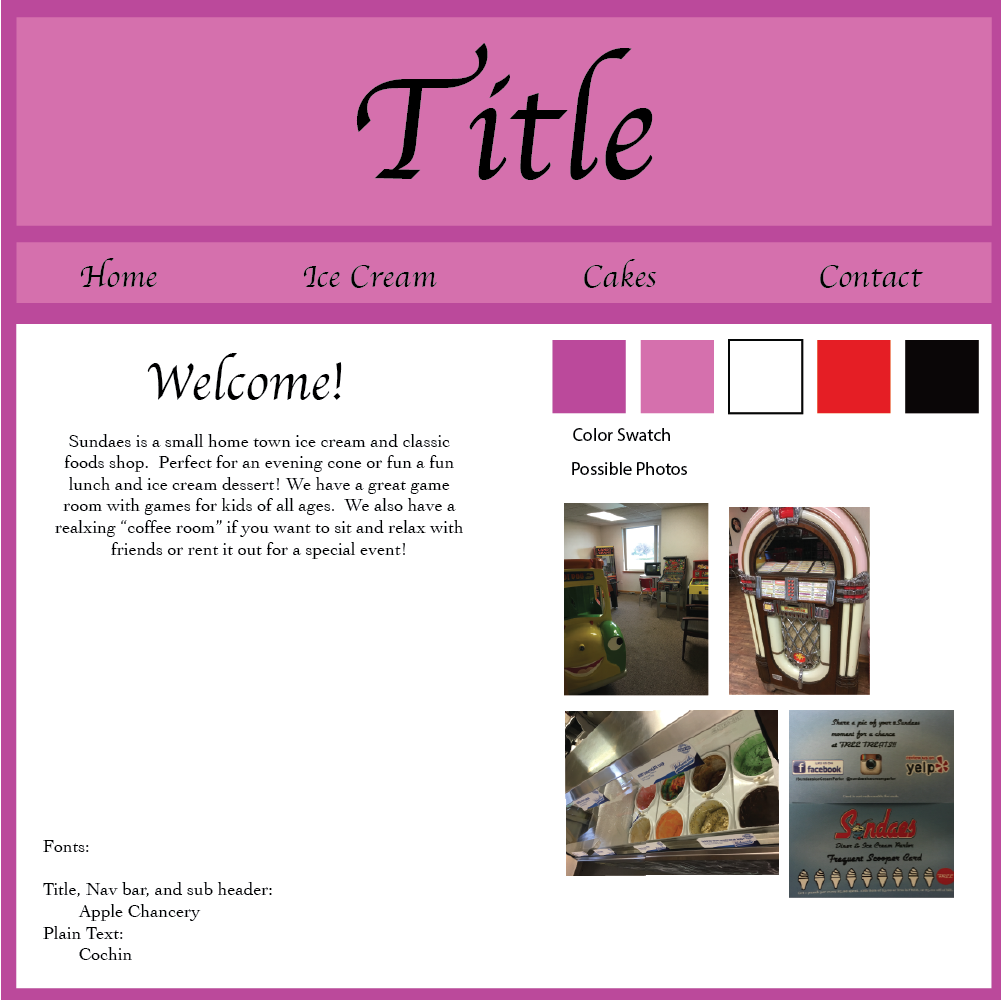 Title
Home Ice Cream Cakes Contact
Welcome!
Sundaes is a small home town ice cream and classic
foods shop.  Perfect for an evening cone or fun a fun
lunch and ice cream dessert! We have a great game
room with games for kids of all ages.  We also have a
realxing “coffee room” if you want to sit and relax with
friends or rent it out for a special event!
Color Swatch
Possible Photos
Share a pic of your #Sundaes
moment for a chance
at FREE TREATS!!
facebook
yelp
Sundaes
Diner & Ice Cream Parlor
Frequent Scooper Card
Fonts:
Title, Nav bar, and sub header:
Apple Chancery
Plain Text:
Cochin